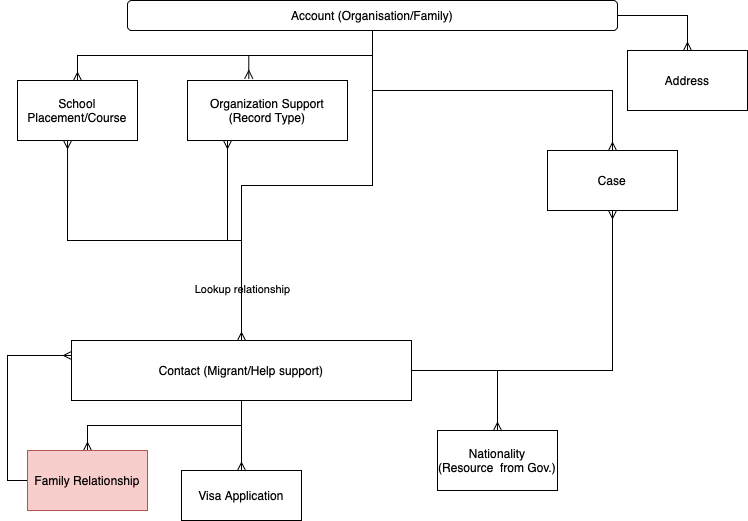 Account (Organisation/Family)
Address
School
Placement/Course
Organization Support
(Record Type)
Case
Lookup relationship
Contact (Migrant/Help support)
Nationality
(Resource from Gov.)
Family Relationship
Visa Application